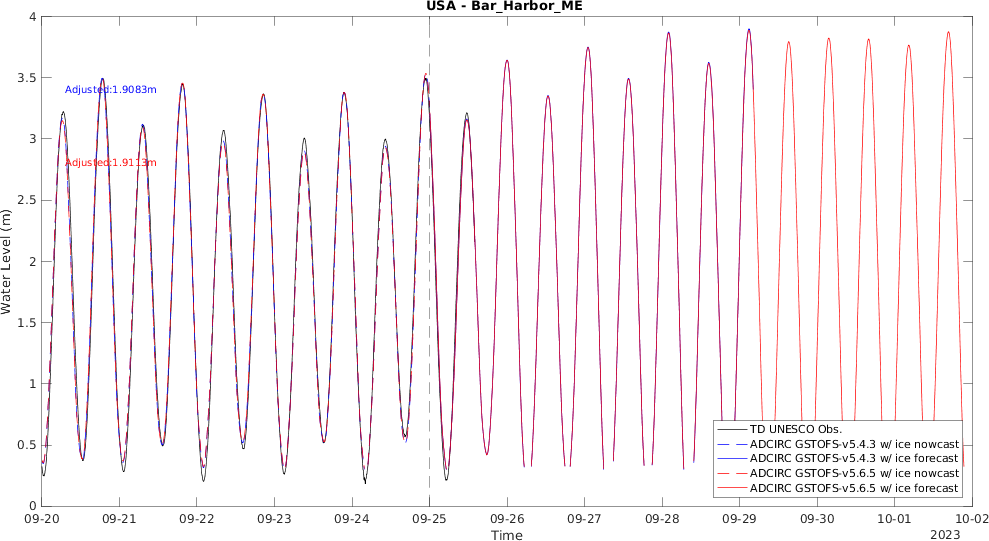 USA - Bar_Harbor_ME
4
3.5
3
2.5
2
1.5
1
0.5
0
Water Level (m)
Adjusted:1.9083m
Adjusted:1.9113m
TD UNESCO Obs.
ADCIRC GSTOFS-v5.4.3 w/ ice nowcast
ADCIRC GSTOFS-v5.4.3 w/ ice forecast
ADCIRC GSTOFS-v5.6.5 w/ ice nowcast
ADCIRC GSTOFS-v5.6.5 w/ ice forecast
09-20 09-21 09-22 09-23 09-24 09-25 09-26 09-27 09-28 09-29 09-30 10-01 10-02
Time
2023